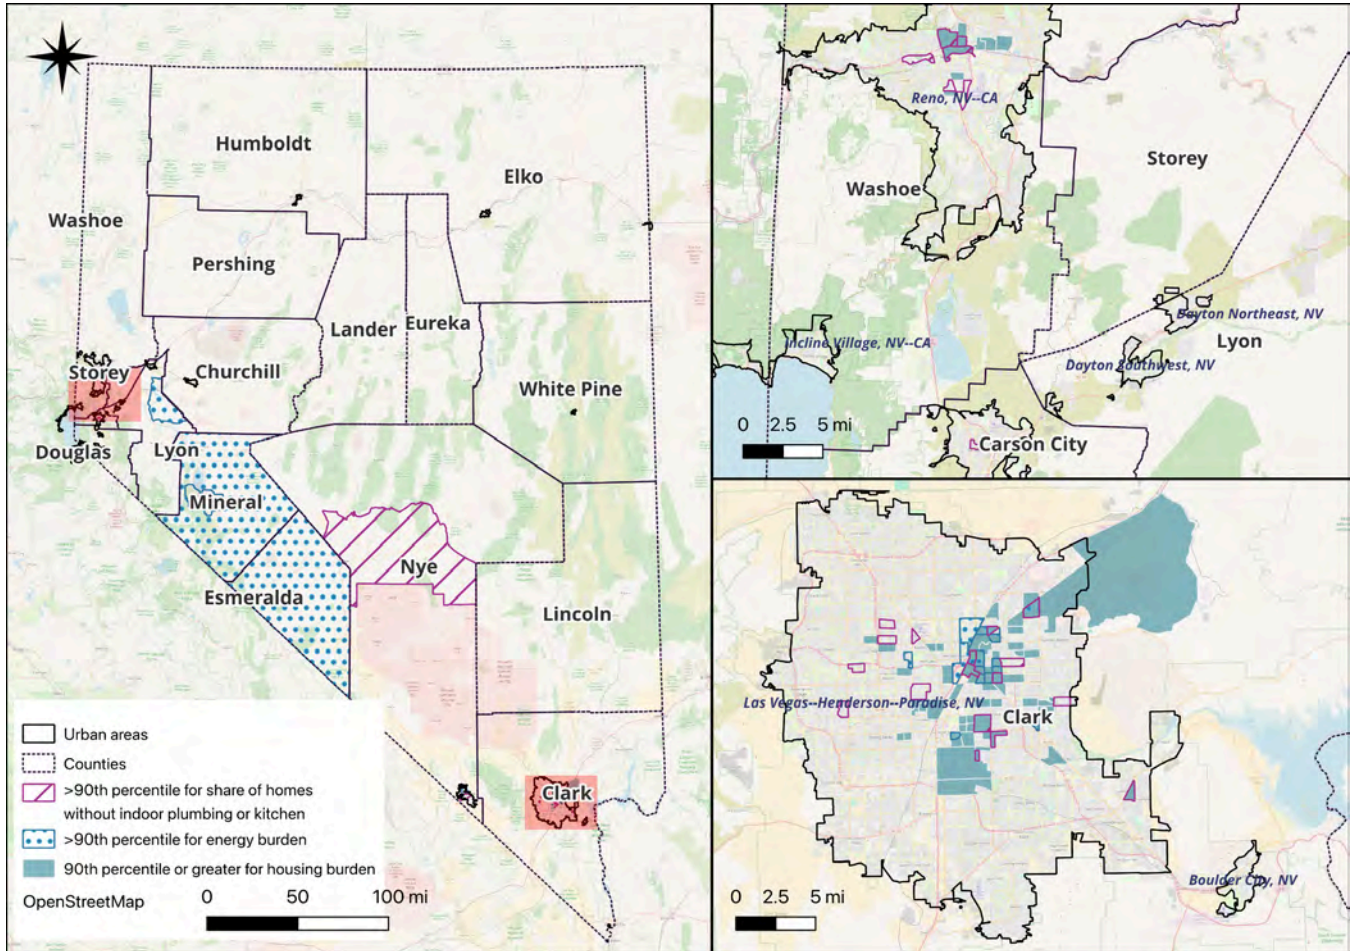 Humboldt
Elko
Washoe
Pershing
Lander
Eureka
Storey
Churchill
White Pine
Douglas
Lyon
Mineral
Nye
Esmeralda
Lincoln
Clark
Urban areas
Counties
>90th percentile for share of homes
without indoor plumbing or kitchen
>90th percentile for energy burden
90th percentile or greater for housing burden
OpenStreetMap
0 50 100 mi
Reno, NV--CA
Storey
Washoe
Dayton Northeast, NV
Incline Village, NV--CA
Lyon
Dayton Southwest, NV
0 2.5 5 mi
Carson City
Las Vegas--Henderson--Paradise, NV
Clark
Boulder City, NV
0 2.5 5 mi